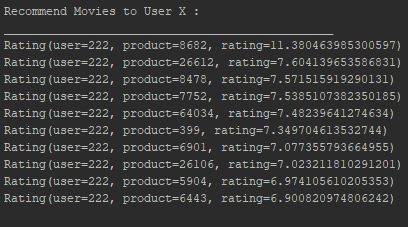 Recommend Movies to User X :
____________________________________________
Rating(user=222, product=8682, rating=11.380463985300597)
Rating(user=222, product=26612, rating=7.604139653586831)
Rating(user=222, product=8478, rating=7.571515919290131)
Rating(user=222, product=7752, rating=7.5385107382350185)
Rating(user=222, product=64034, rating=7.48239641274634)
Rating(user=222, product=399, rating=7.349704613532744)
Rating(user=222, product=6901, rating=7.077355793664955)
Rating(user=222, product=26106, rating=7.023211810291201)
Rating(user=222, product=5904, rating=6.974105610205353)
Rating(user=222, product=6443, rating=6.900820974806242)